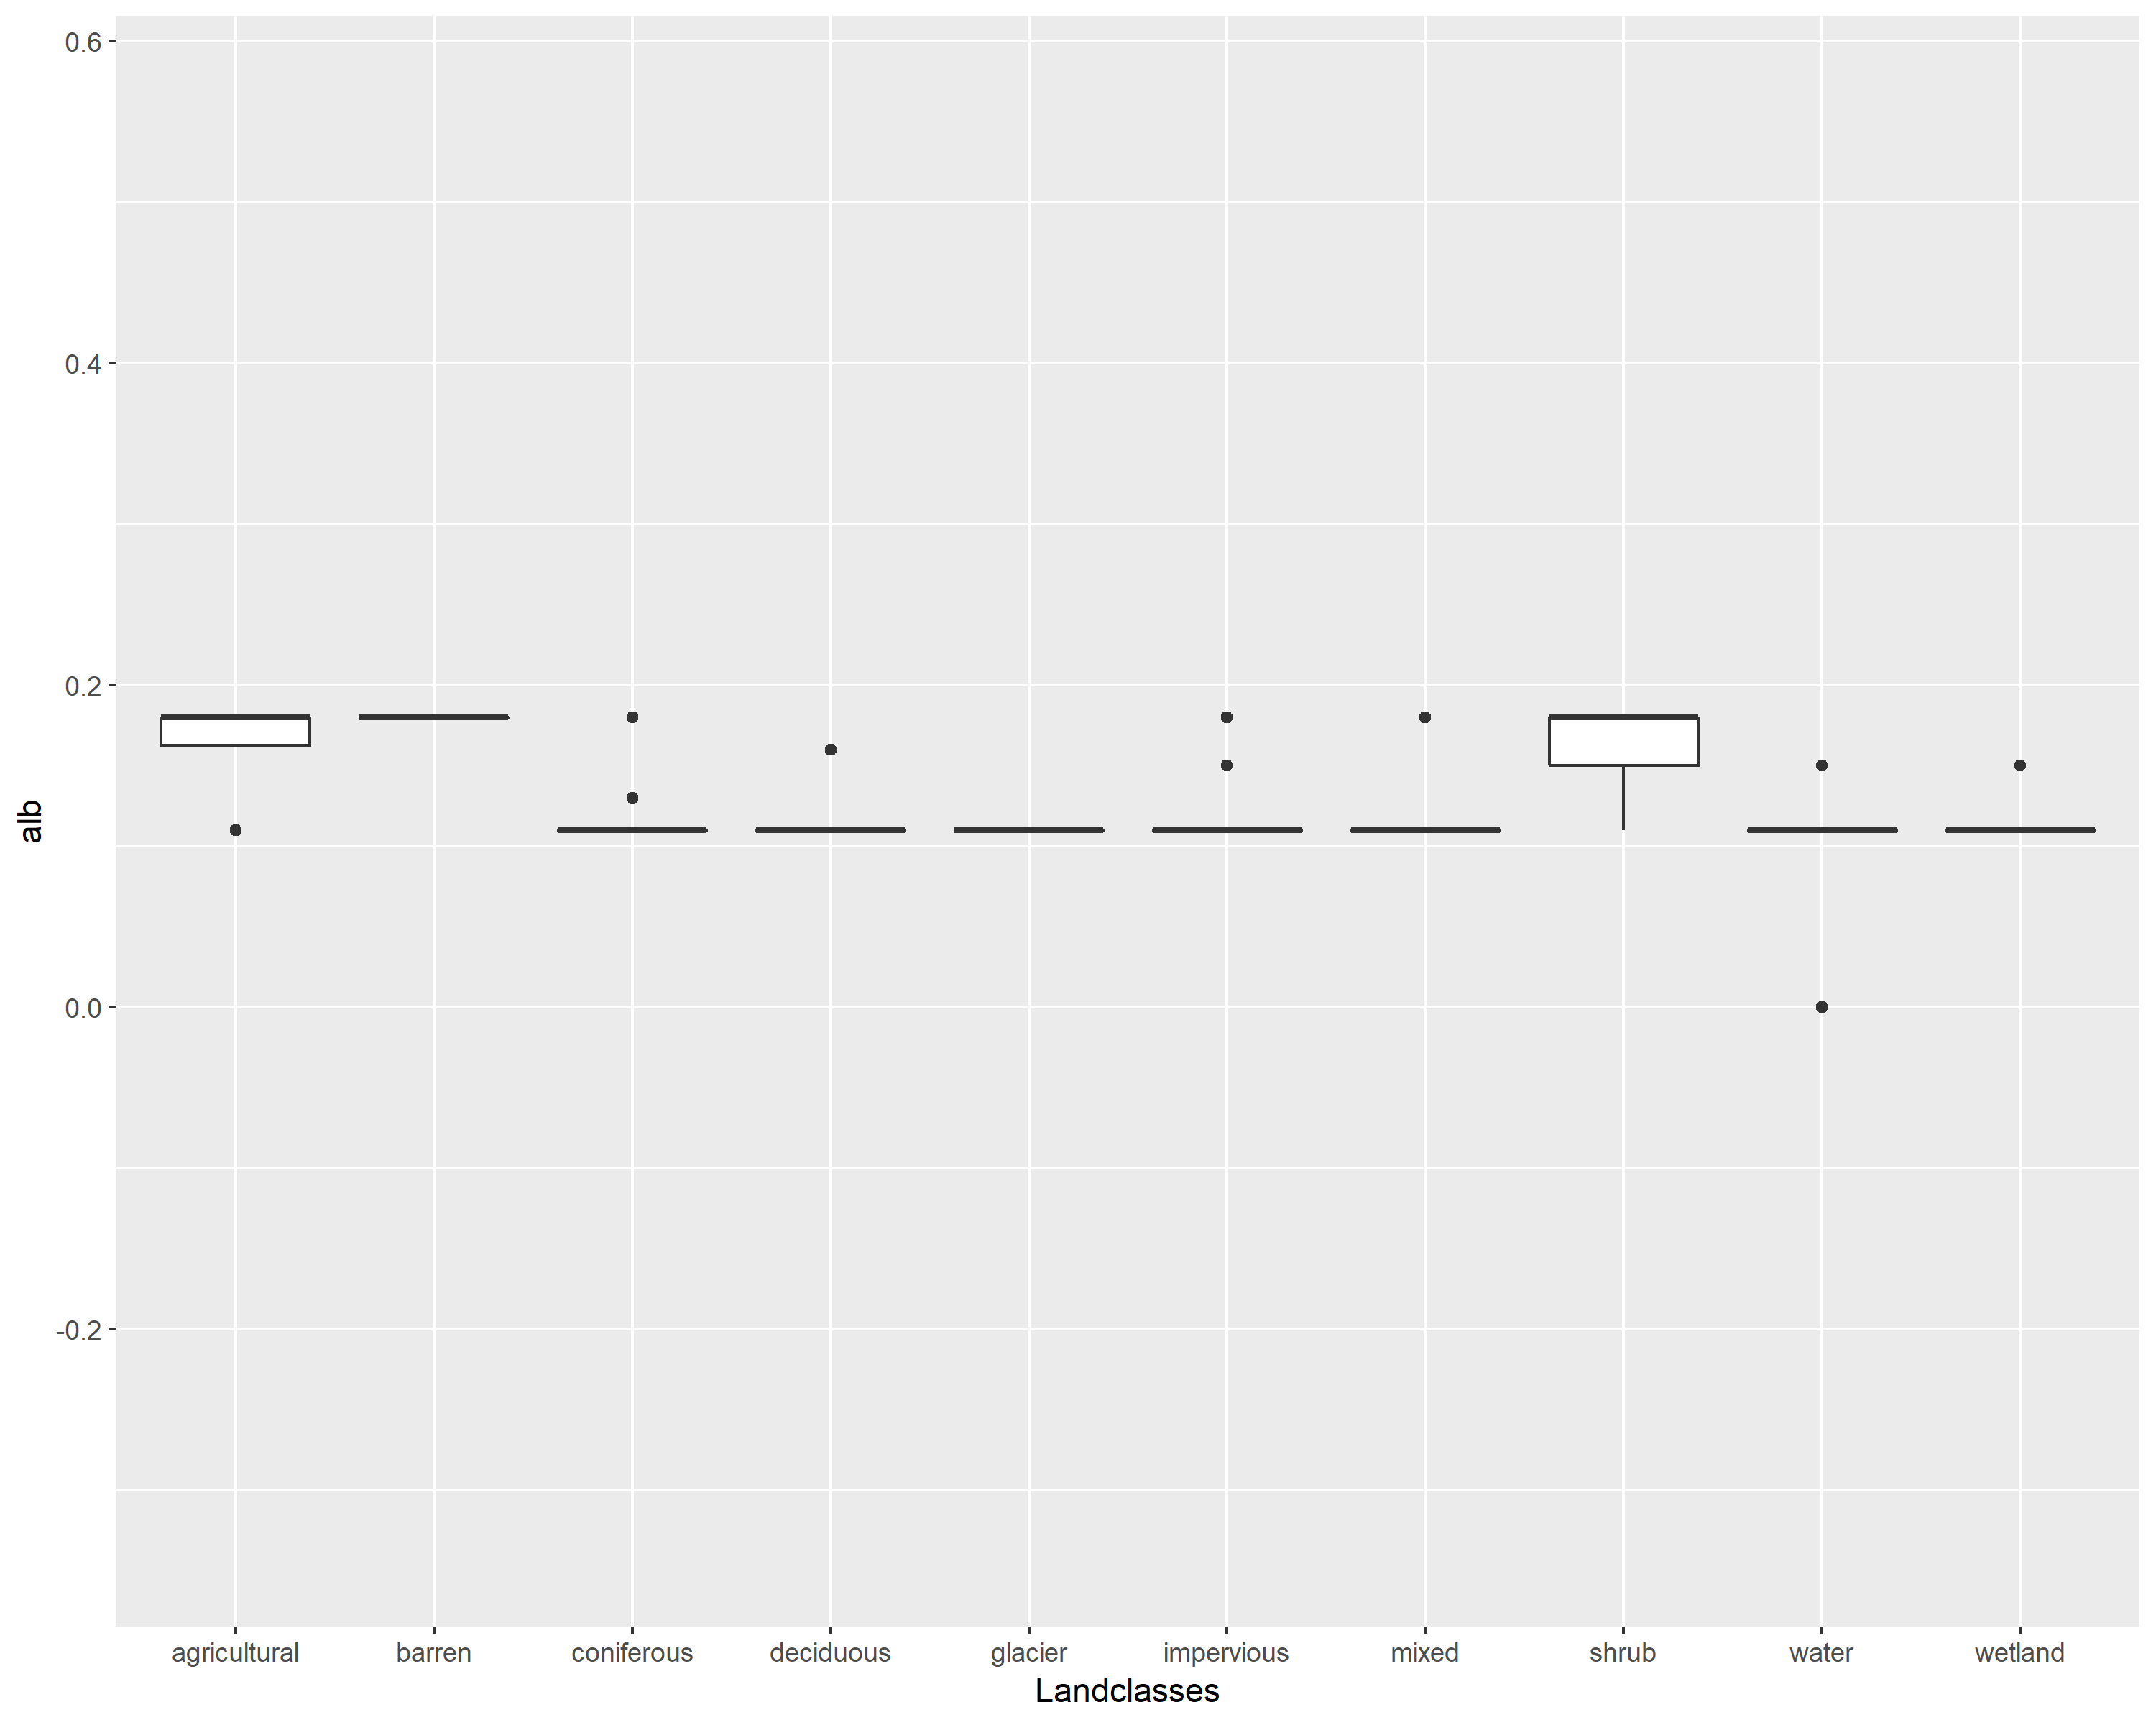 0.6
0.4
0.2
0.0
-0.2
alb
agricultural barren coniferous deciduous glacier impervious mixed shrub water wetland
Landclasses